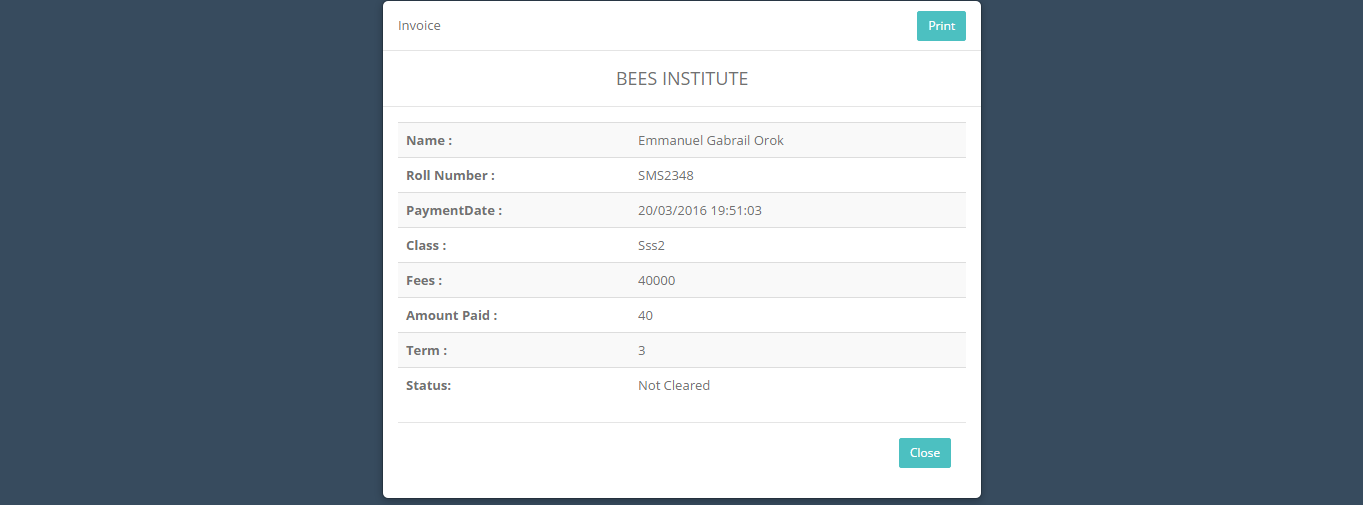 Invoice Print
BEES INSTITUTE
Name : Emmanuel Gabrail Orok
Roll Number : SMS2348
PaymentDate : 20/03/2016 19:51:03
Class : Sss2
Fees : 40000
Amount Paid : 40
Term : 3
Status: Not Cleared
Close